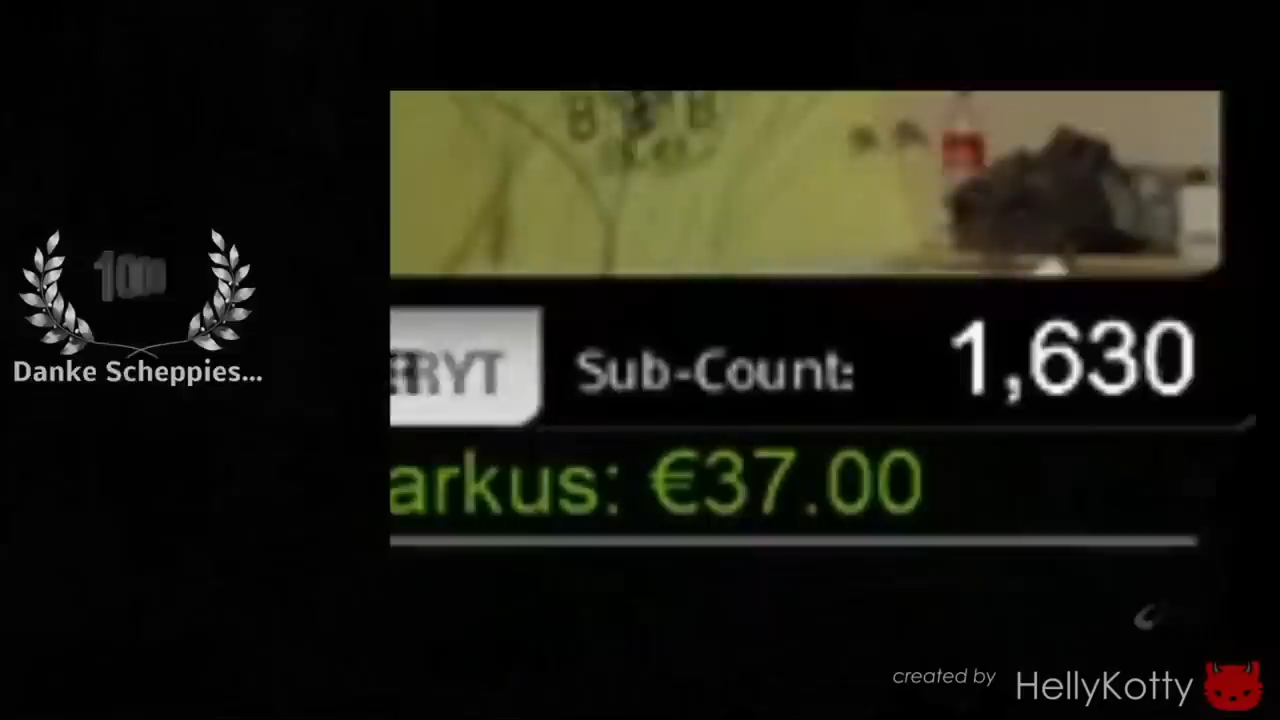 B B
Danke Scheppies...
RYT
Sub-Count:
1,630
arkus: €37.00
created by
HellyKotty